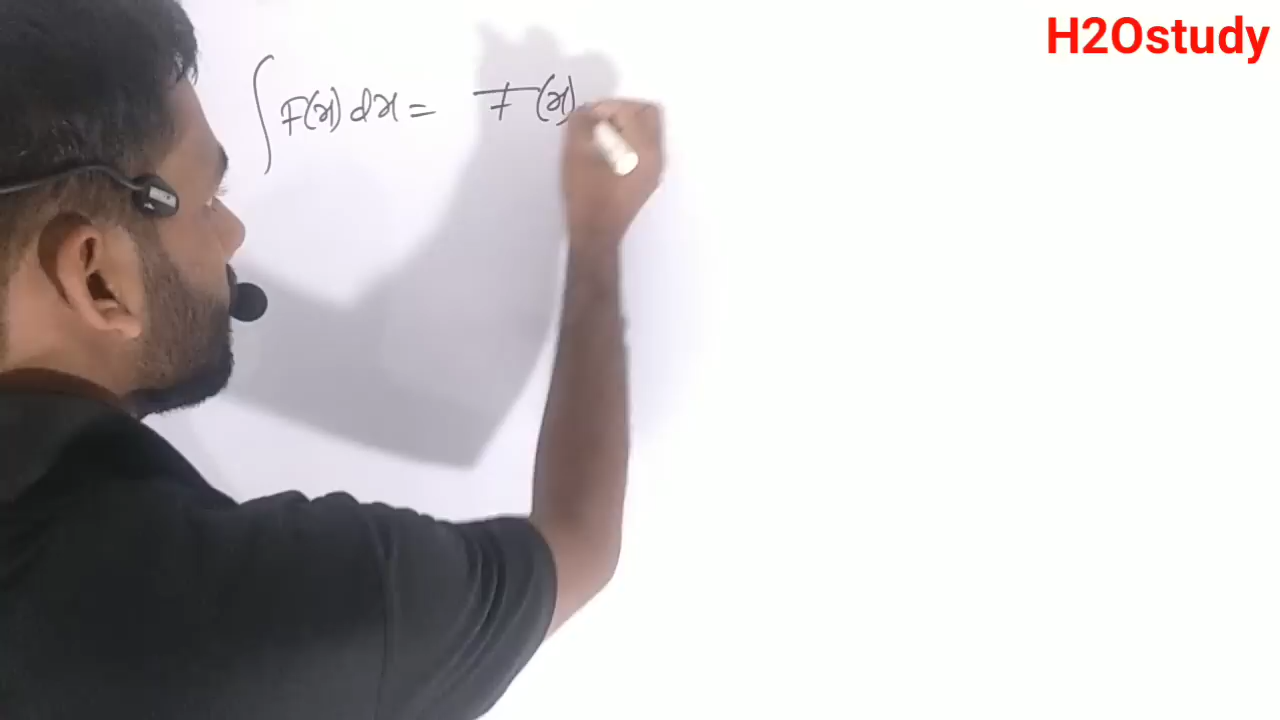 H2Ostudy
∫ F(x) dx = F(x)